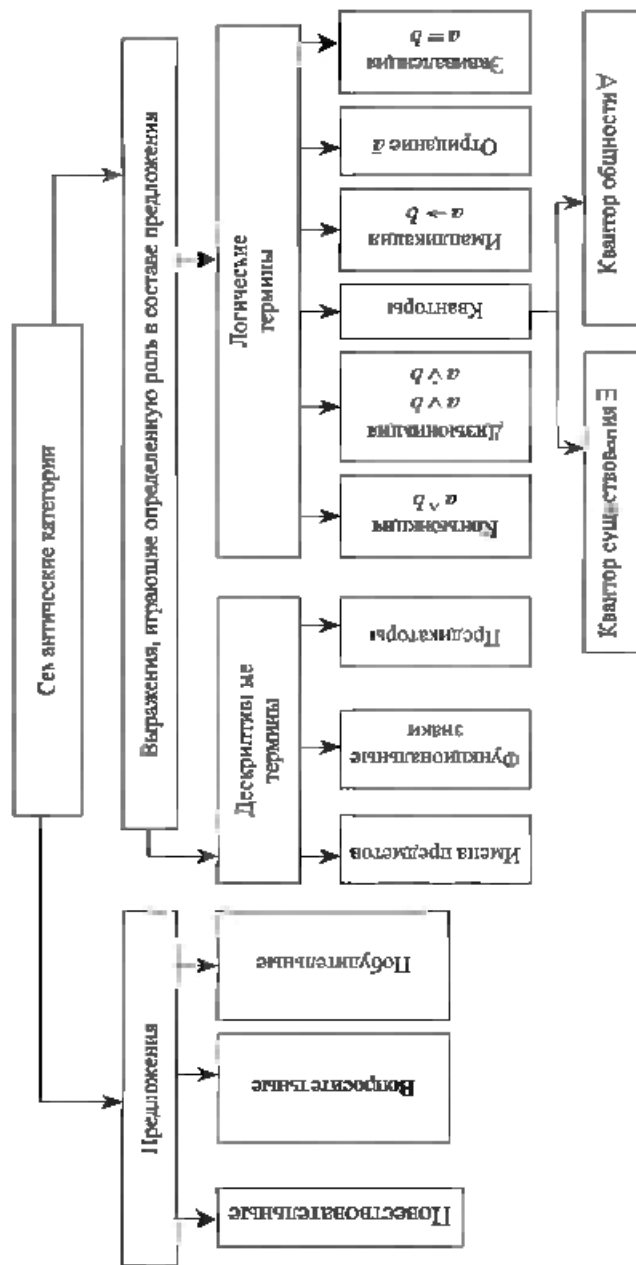 Семантические категории
Предложения
Выражения, играющие определенную роль в составе предложения
Повествовательные
Вопросительные
Побудительные
Дескриптивные
термины
Логические
термины
Имена предметов
Функциональные
знаки
Предикаторы
Конъюнкция
a ^ b
Дизъюнкция
a ∨ b
a ∨̇ b
Кванторы
Импликация
a → b
Отрицание ā
Эквиваленция
a ≡ b
Квантор существования Ǝ
Квантор общности ∀